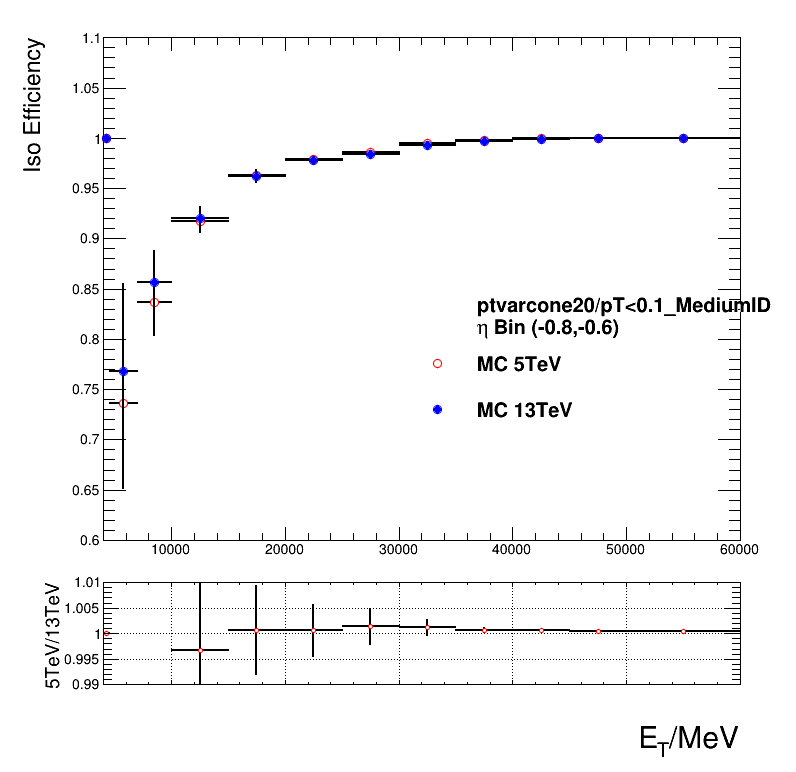 Iso Efficiency
1.1
1.05
1
0.95
0.9
0.85
0.8
0.75
0.7
0.65
0.6
ptvarcone20/pT<0.1_MediumID
η Bin (-0.8,-0.6)
MC 5TeV
MC 13TeV
10000 20000 30000 40000 50000 60000
5TeV/13TeV
1.01
1.005
1
0.995
0.99
E_T/MeV